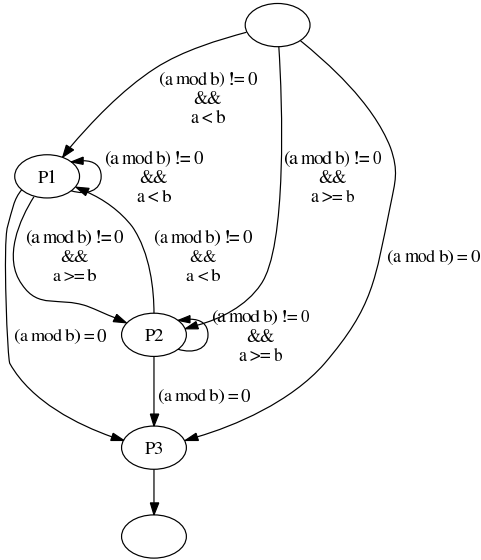 (a mod b) != 0
&&
a < b
P1
(a mod b) != 0
&&
a < b
(a mod b) != 0
&&
a >= b
(a mod b) != 0
&&
a >= b
(a mod b) != 0
&&
a < b
(a mod b) = 0
(a mod b) = 0
P2
(a mod b) != 0
&&
a >= b
(a mod b) = 0
P3